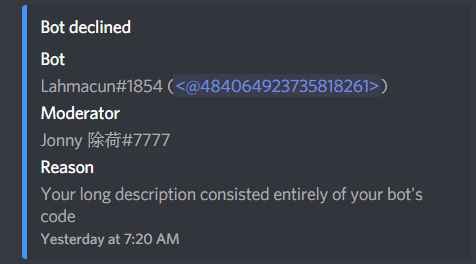 Bot declined
Bot
Lahmacun#1854 (<@484064923735818261>)
Moderator
Jonny 除荷#7777
Reason
Your long description consisted entirely of your bot's
code
Yesterday at 7:20 AM